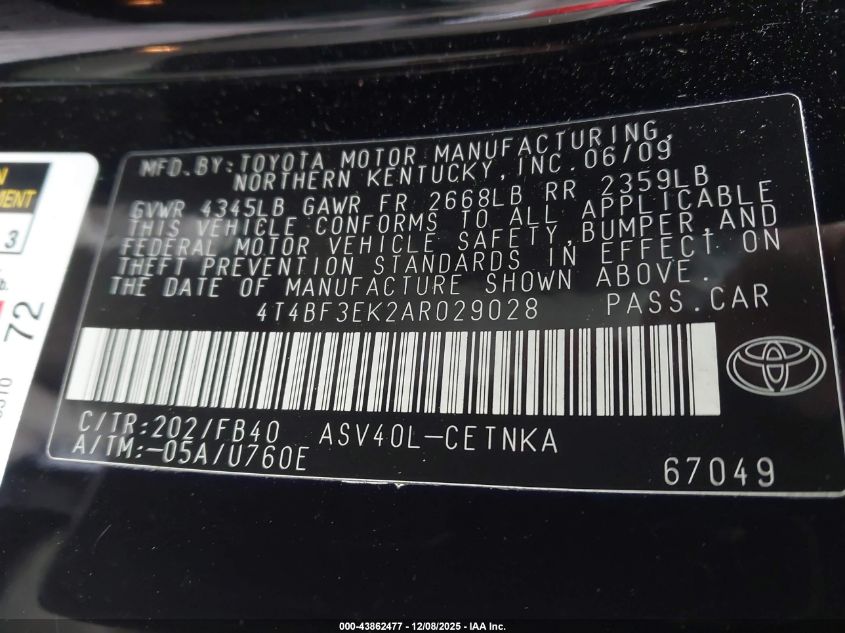 MFD.BY:TOYOTA MOTOR MANUFACTURING,
NORTHERN KENTUCKY,INC.06/09
GVWR 4345LB GAWR FR 2668LB RR 2359LB
THIS VEHICLE CONFORMS TO ALL APPLICABLE
FEDERAL MOTOR VEHICLE SAFETY,BUMPER,AND
THEFT PREVENTION STANDARDS IN EFFECT ON
THE DATE OF MANUFACTURE SHOWN ABOVE.
4T4BF3EK2AR029028 PASS.CAR
C/TR:202/FB40 ASV40L-CETNKA
A/TM:-05A/U760E
67049
3
72
000-43862477 - 12/08/2025 - IAA Inc.